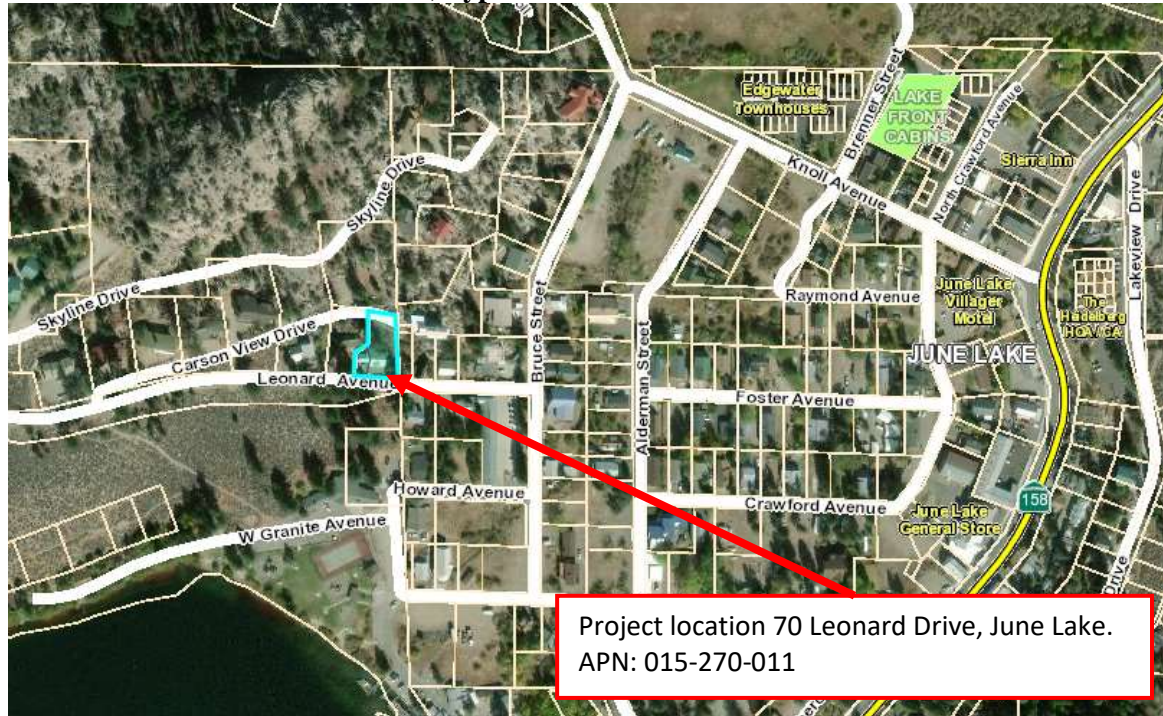 Edgewater
Townhouses
Brenner Street
LAKE
FRONT
CABINS
North Crawford Avenue
Sierra Inn
Knoll Avenue
Lakeview Drive
Skyline Drive
Skyline Drive
Carson View Drive
Leonard Avenue
Bruce Street
Alderman Street
Raymond Avenue
June Lake
Villager
Motel
The
Heidelberg
JUNE LAKE
Foster Avenue
Howard Avenue
Crawford Avenue
W Granite Avenue
158
June Lake
General Store
Drive
Project location 70 Leonard Drive, June Lake.
APN: 015-270-011